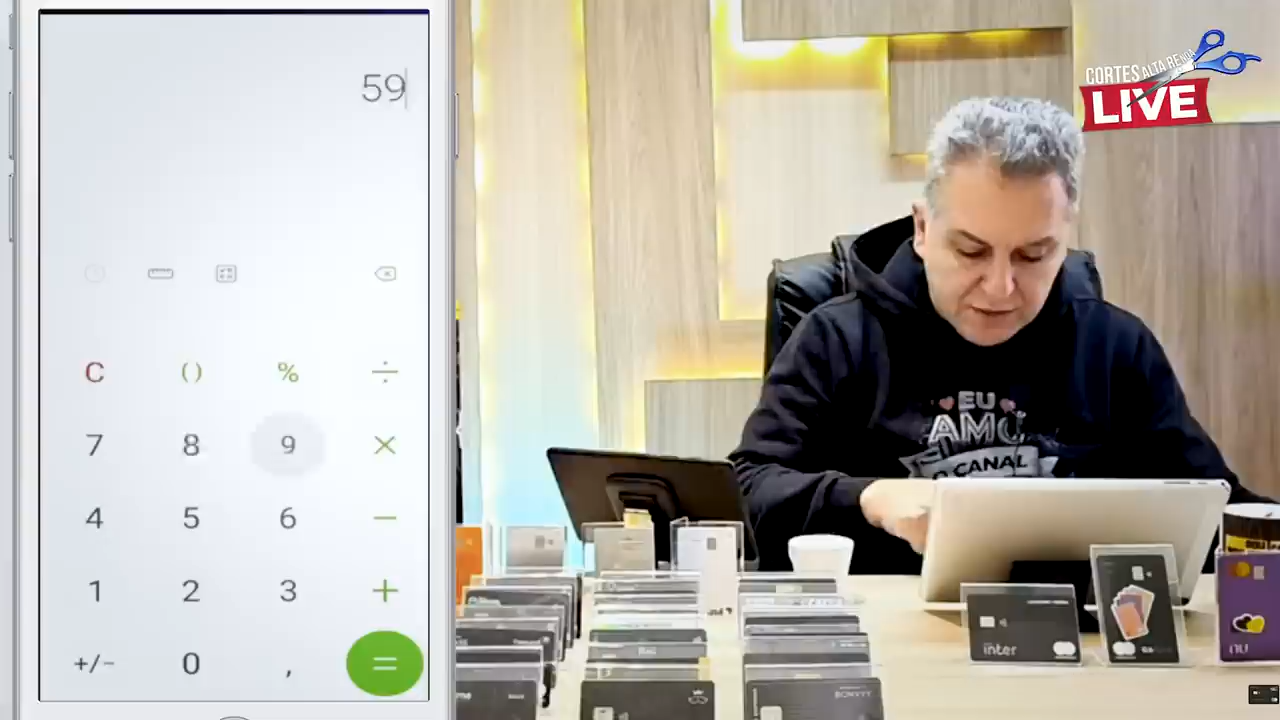 59
C () % ÷
7 8 9 ×
4 5 6 −
1 2 3 +
+/− 0 , =
CORTES ALTA RENDA
LIVE
EU
AMO
O CANAL
inter
nu